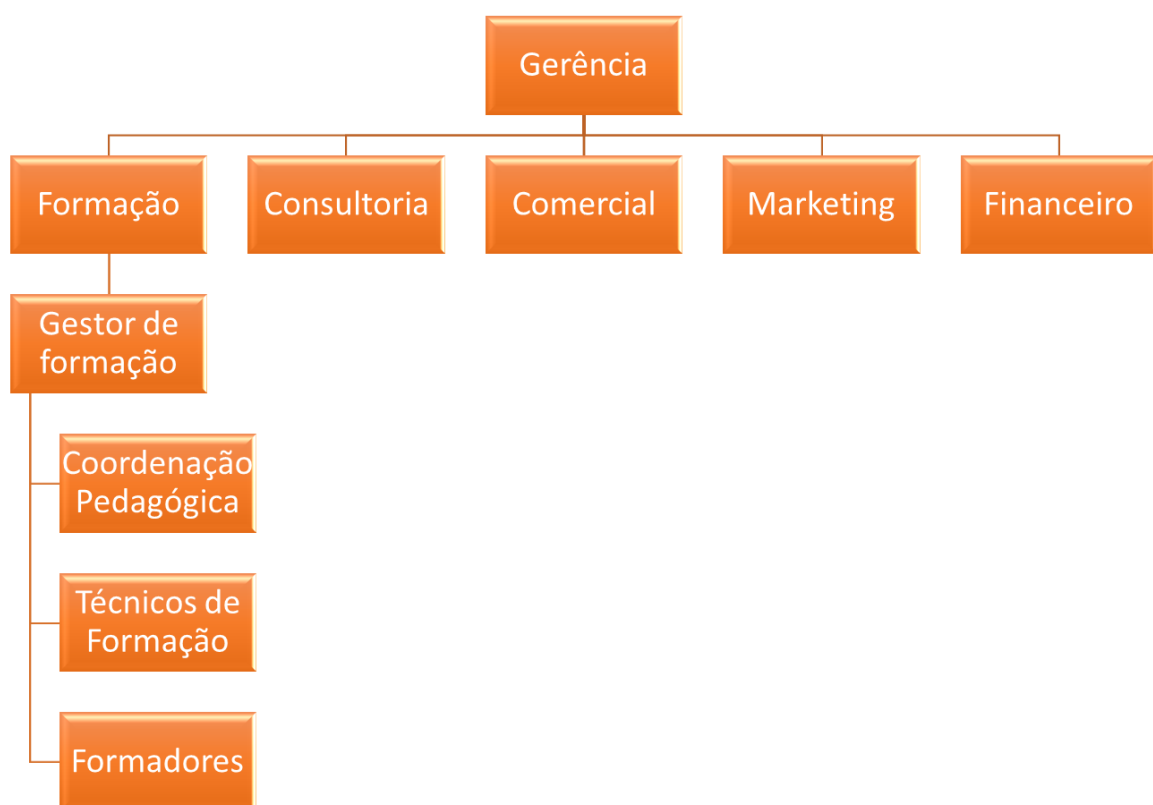 Gerência
Formação
Consultoria
Comercial
Marketing
Financeiro
Gestor de
formação
Coordenação
Pedagógica
Técnicos de
Formação
Formadores